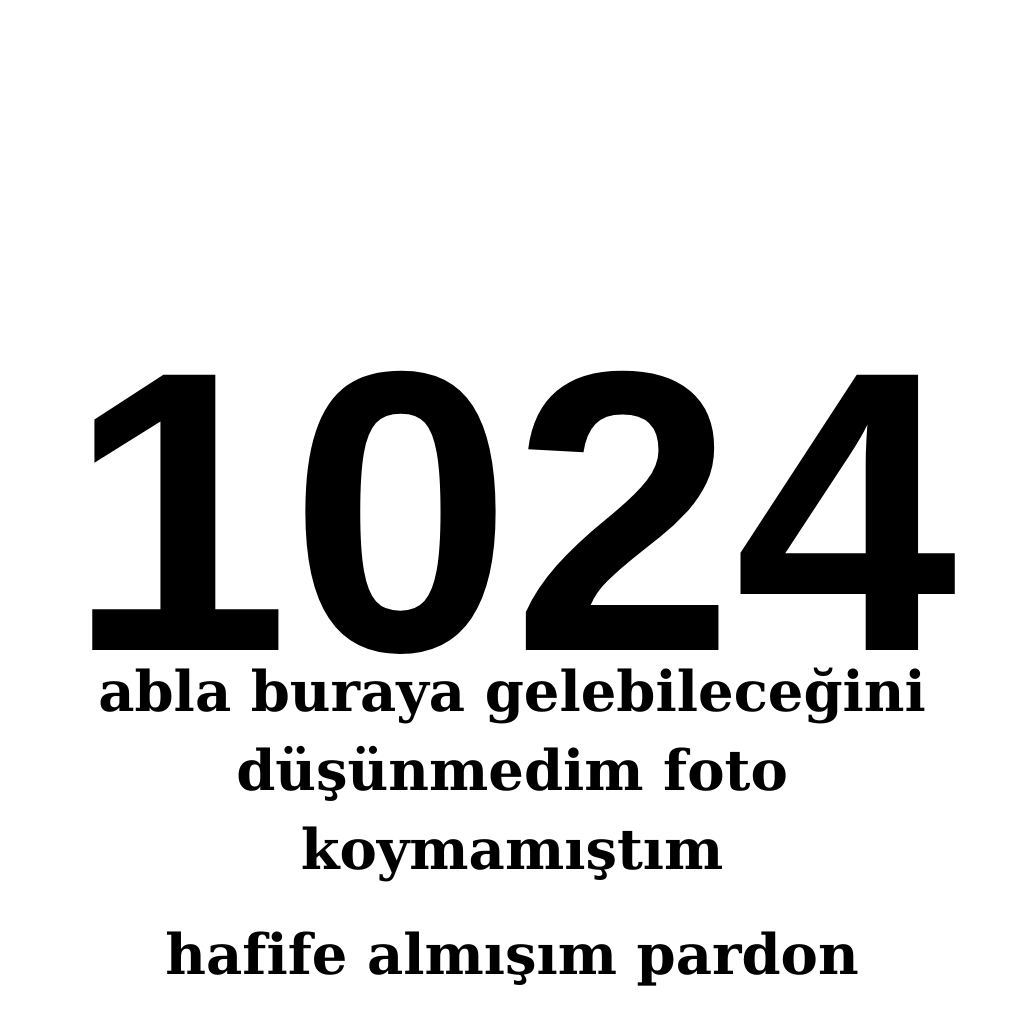 1024
abla buraya gelebileceğini
düşünmedim foto
koymamıştım
hafife almışım pardon